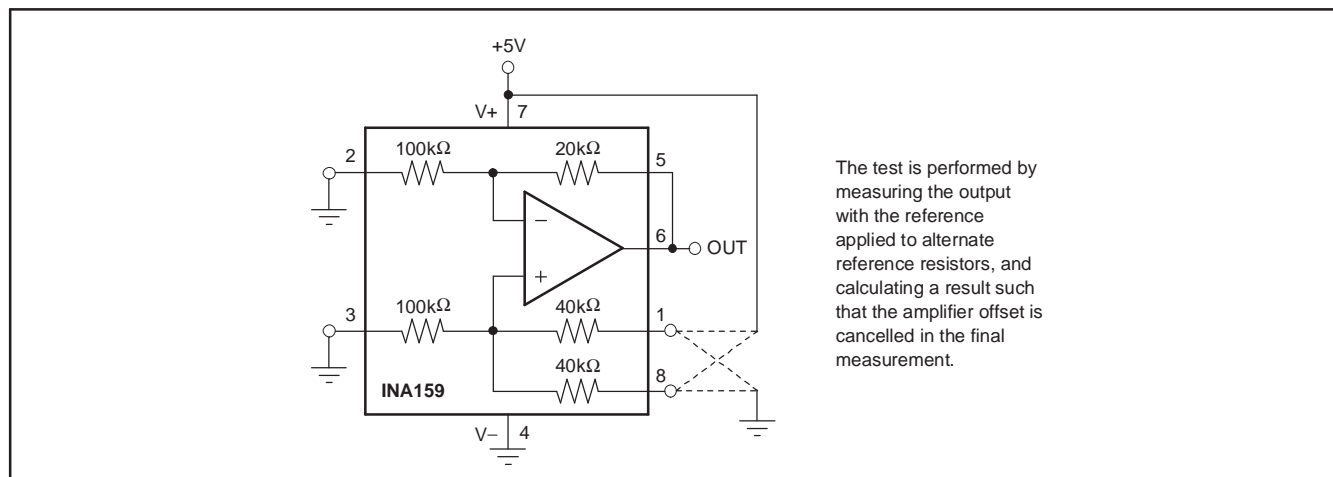 +5V
V+ 7
100kΩ
20kΩ
2
5
−
6
OUT
+
100kΩ
40kΩ
3
1
40kΩ
8
INA159
V− 4
The test is performed by
measuring the output
with the reference
applied to alternate
reference resistors, and
calculating a result such
that the amplifier offset is
cancelled in the final
measurement.